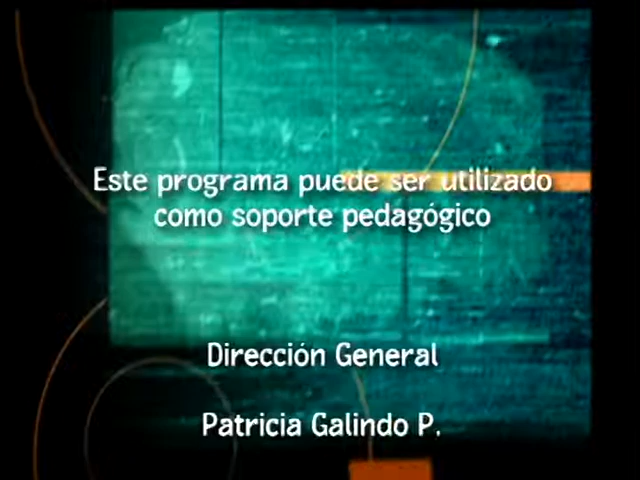 Este programa puede ser utilizado
como soporte pedagógico
Dirección General
Patricia Galindo P.